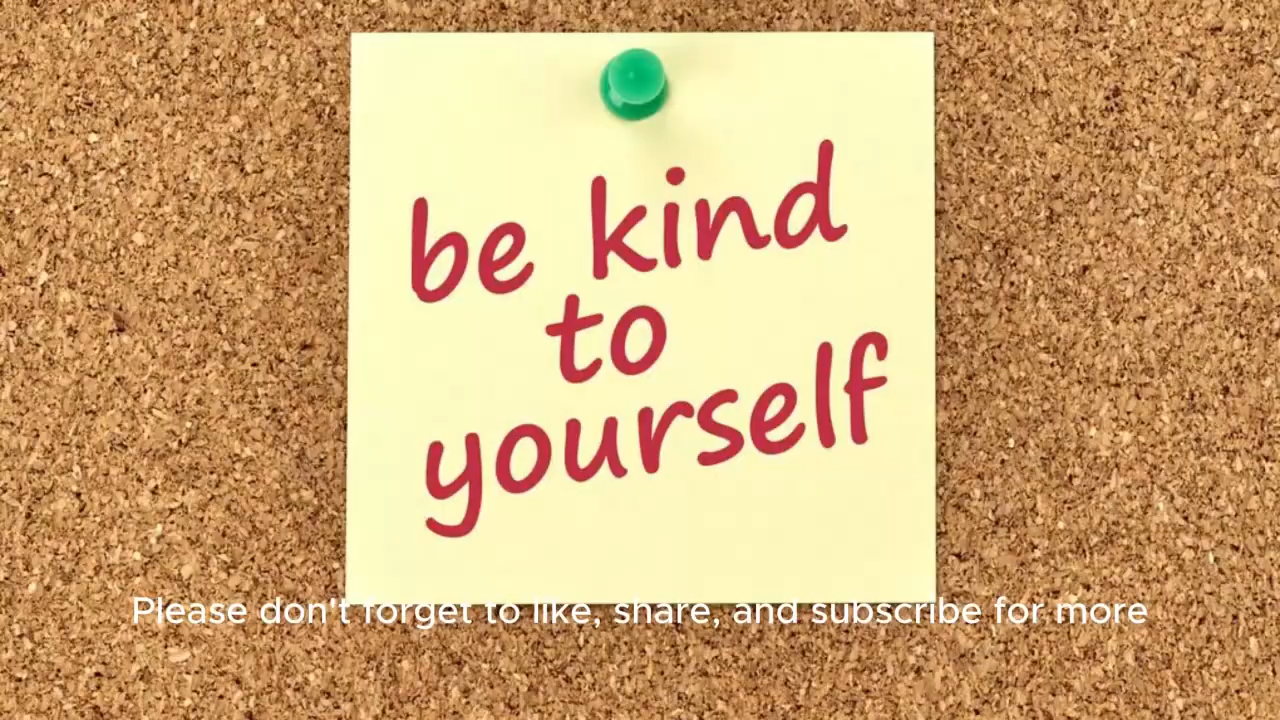 be kind
to
yourself
Please don't forget to like, share, and subscribe for more